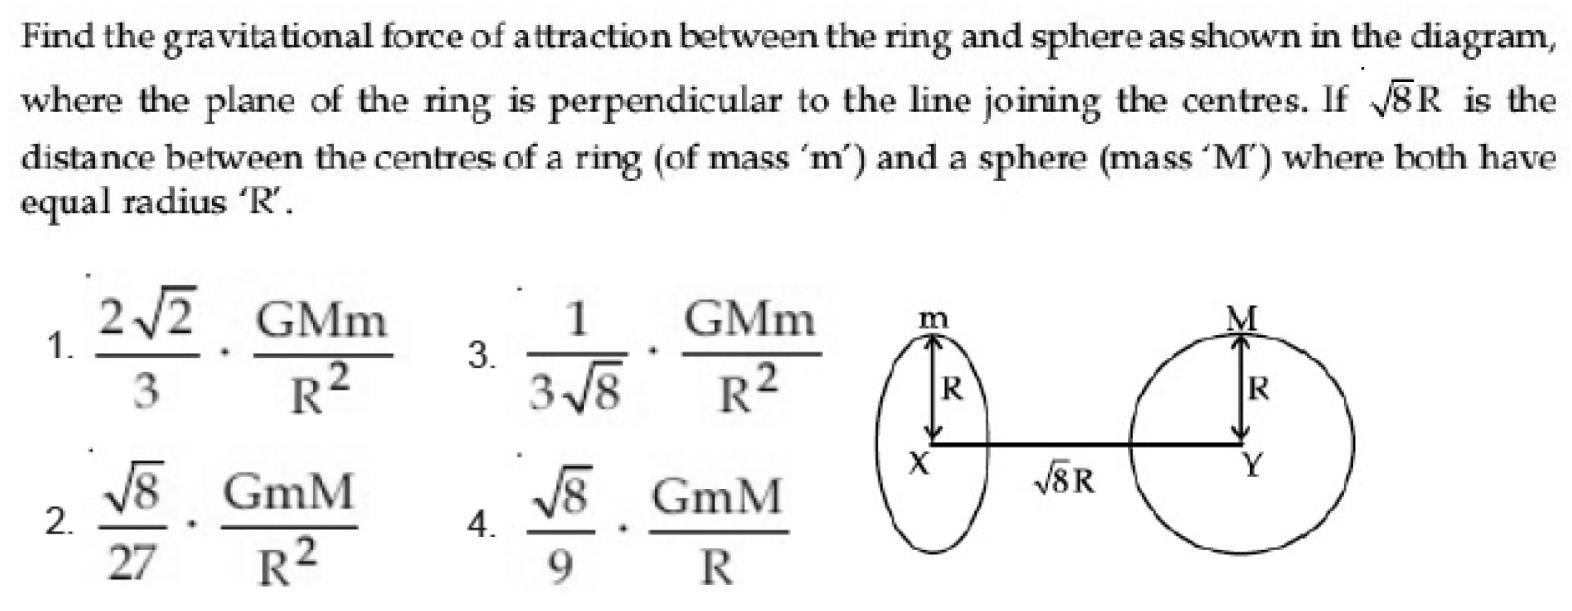 Find the gravitational force of attraction between the ring and sphere as shown in the diagram,
where the plane of the ring is perpendicular to the line joining the centres. If √8R is the
distance between the centres of a ring (of mass ‘m’) and a sphere (mass ‘M’) where both have
equal radius ‘R’.
1. 2√2/3 · GMm/R²
2. √8/27 · GmM/R²
3. 1/3√8 · GMm/R²
4. √8/9 · GmM/R
m
M
R
R
X
√8R
Y